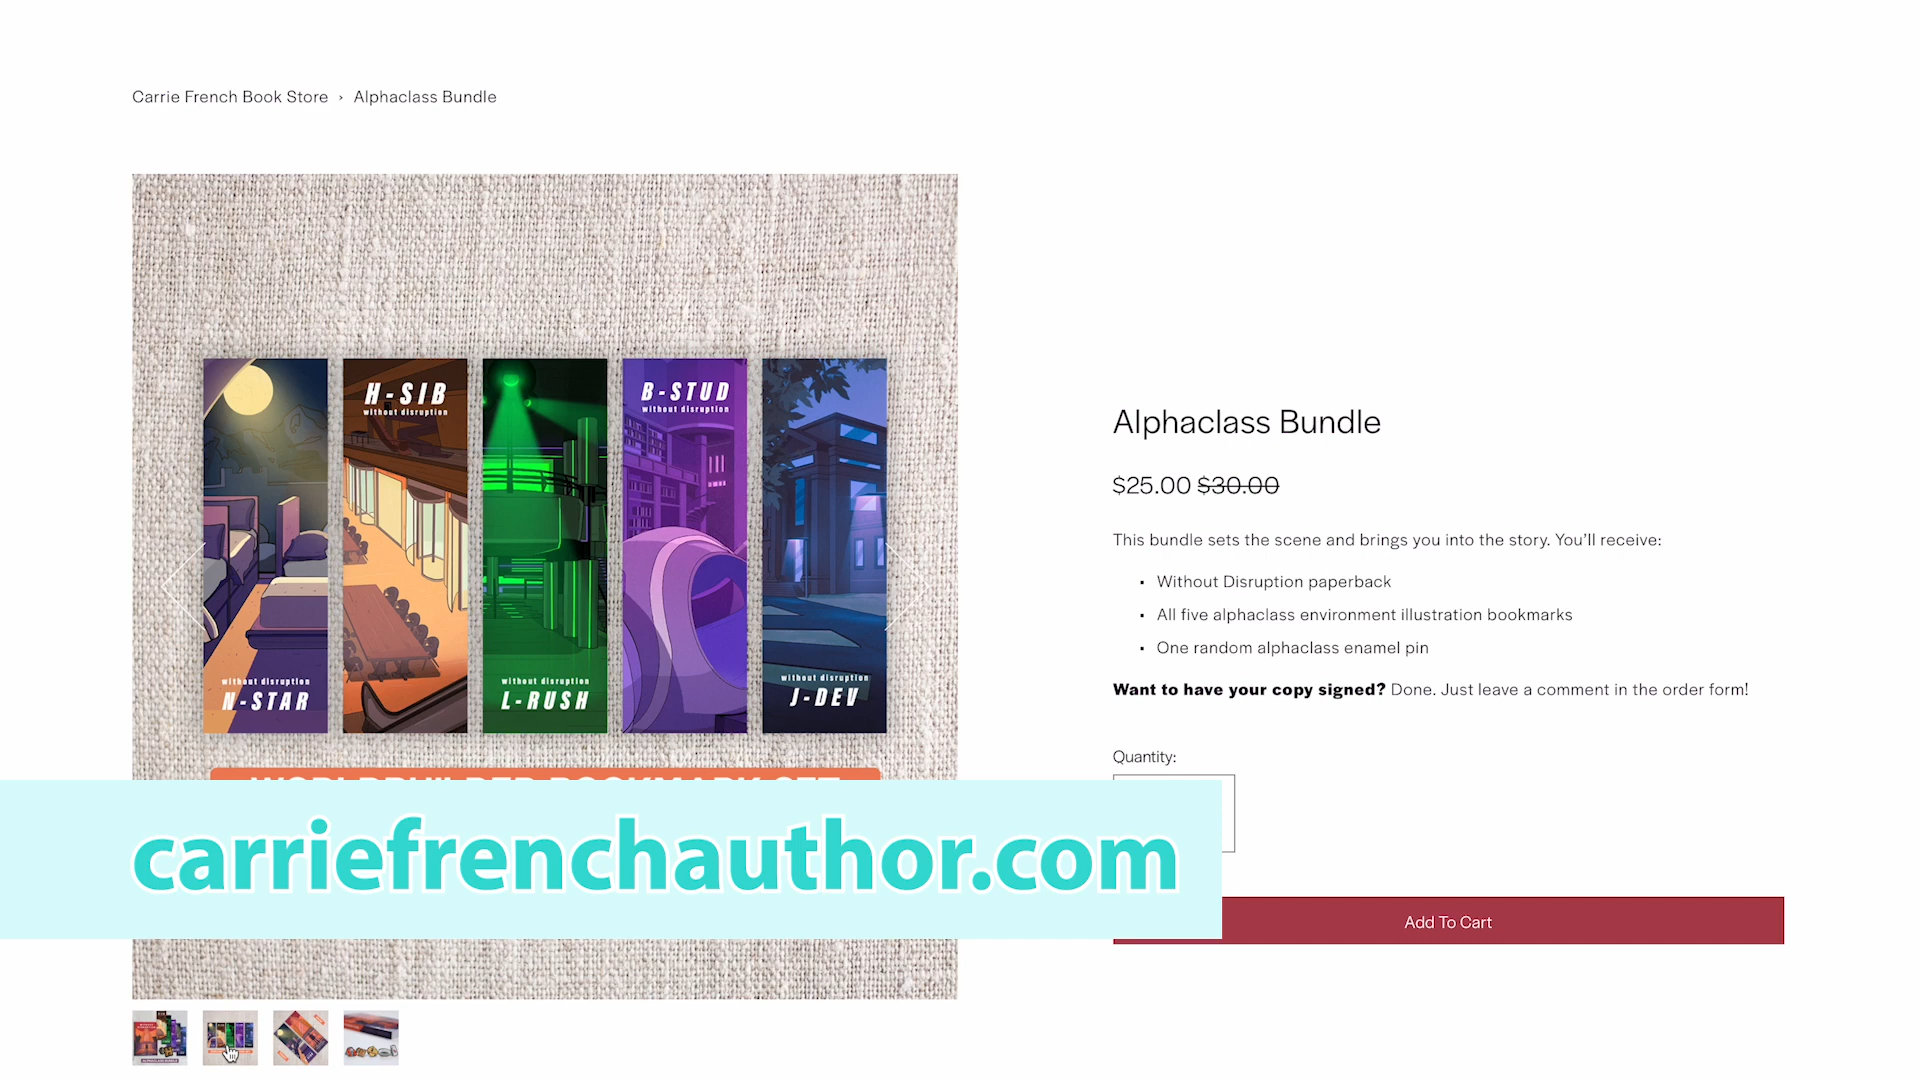 Carrie French Book Store › Alphaclass Bundle
H-SIB
without disruption
B-STUD
without disruption
without disruption
N-STAR
without disruption
L-RUSH
without disruption
J-DEV
WORLDBUILDER BOOKMARK SET
Alphaclass Bundle
$25.00 $30.00
This bundle sets the scene and brings you into the story. You'll receive:
▪ Without Disruption paperback
▪ All five alphaclass environment illustration bookmarks
▪ One random alphaclass enamel pin
Want to have your copy signed? Done. Just leave a comment in the order form!
Quantity:
carriefrenchauthor.com
Add To Cart